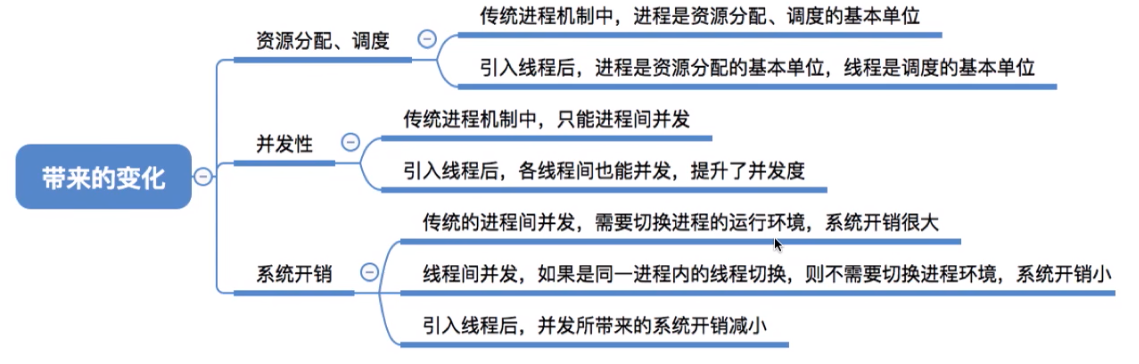 带来的变化
资源分配、调度
传统进程机制中，进程是资源分配、调度的基本单位
引入线程后，进程是资源分配的基本单位，线程是调度的基本单位
并发性
传统进程机制中，只能进程间并发
引入线程后，各线程间也能并发，提升了并发度
系统开销
传统的进程间并发，需要切换进程的运行环境，系统开销很大
线程间并发，如果是同一进程内的线程切换，则不需要切换进程环境，系统开销小
引入线程后，并发所带来的系统开销减小